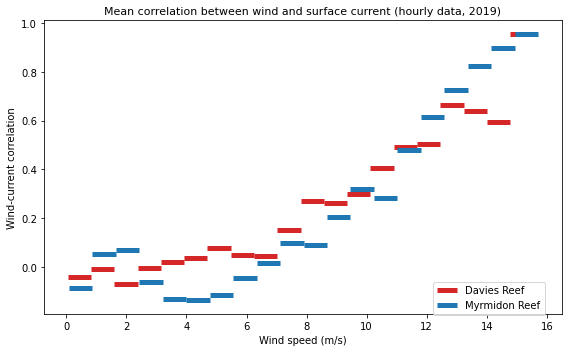 Mean correlation between wind and surface current (hourly data, 2019)
Wind-current correlation
1.0
0.8
0.6
0.4
0.2
0.0
0 2 4 6 8 10 12 14 16
Wind speed (m/s)
Davies Reef
Myrmidon Reef